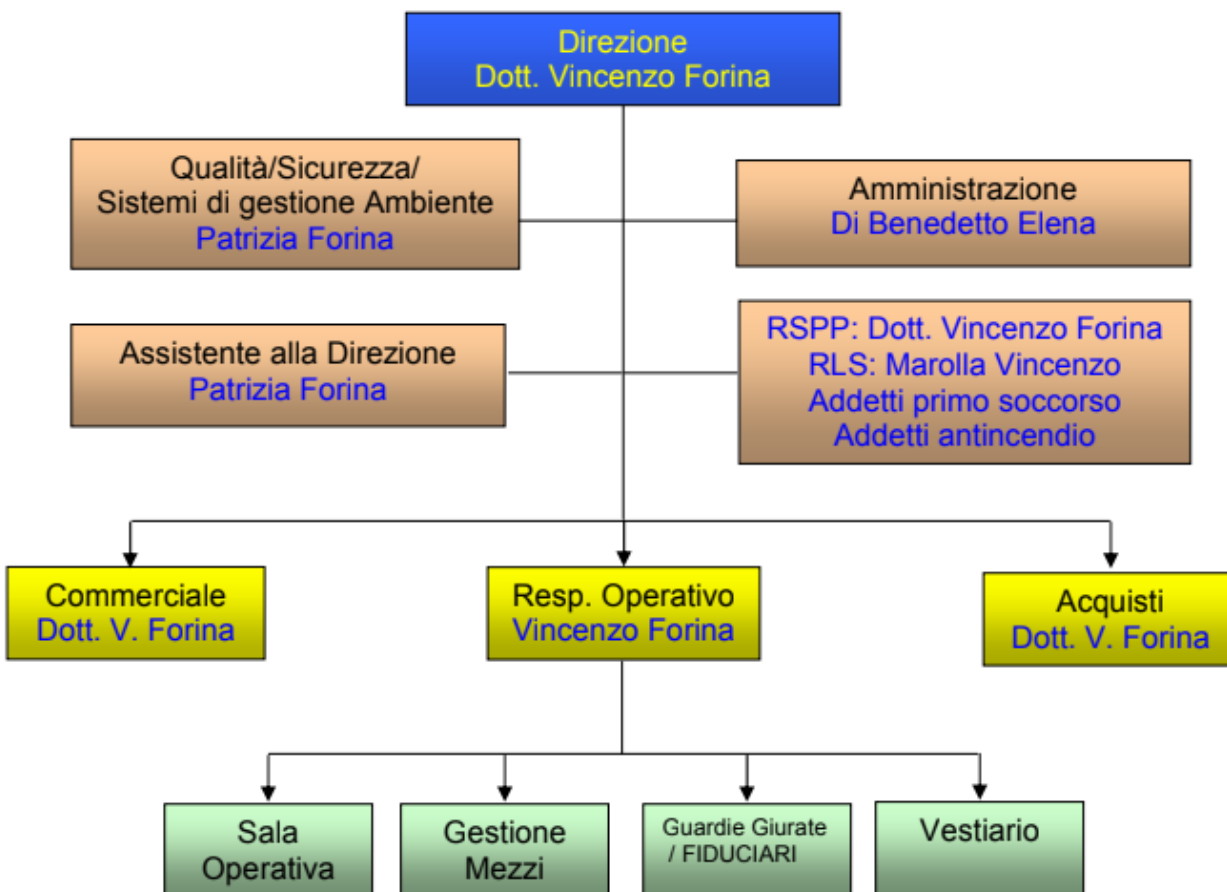 Direzione
Dott. Vincenzo Forina
Qualità/Sicurezza/
Sistemi di gestione Ambiente
Patrizia Forina
Amministrazione
Di Benedetto Elena
Assistente alla Direzione
Patrizia Forina
RSPP: Dott. Vincenzo Forina
RLS: Marolla Vincenzo
Addetti primo soccorso
Addetti antincendio
Commerciale
Dott. V. Forina
Resp. Operativo
Vincenzo Forina
Acquisti
Dott. V. Forina
Sala
Operativa
Gestione
Mezzi
Guardie Giurate
/ FIDUCIARI
Vestiario